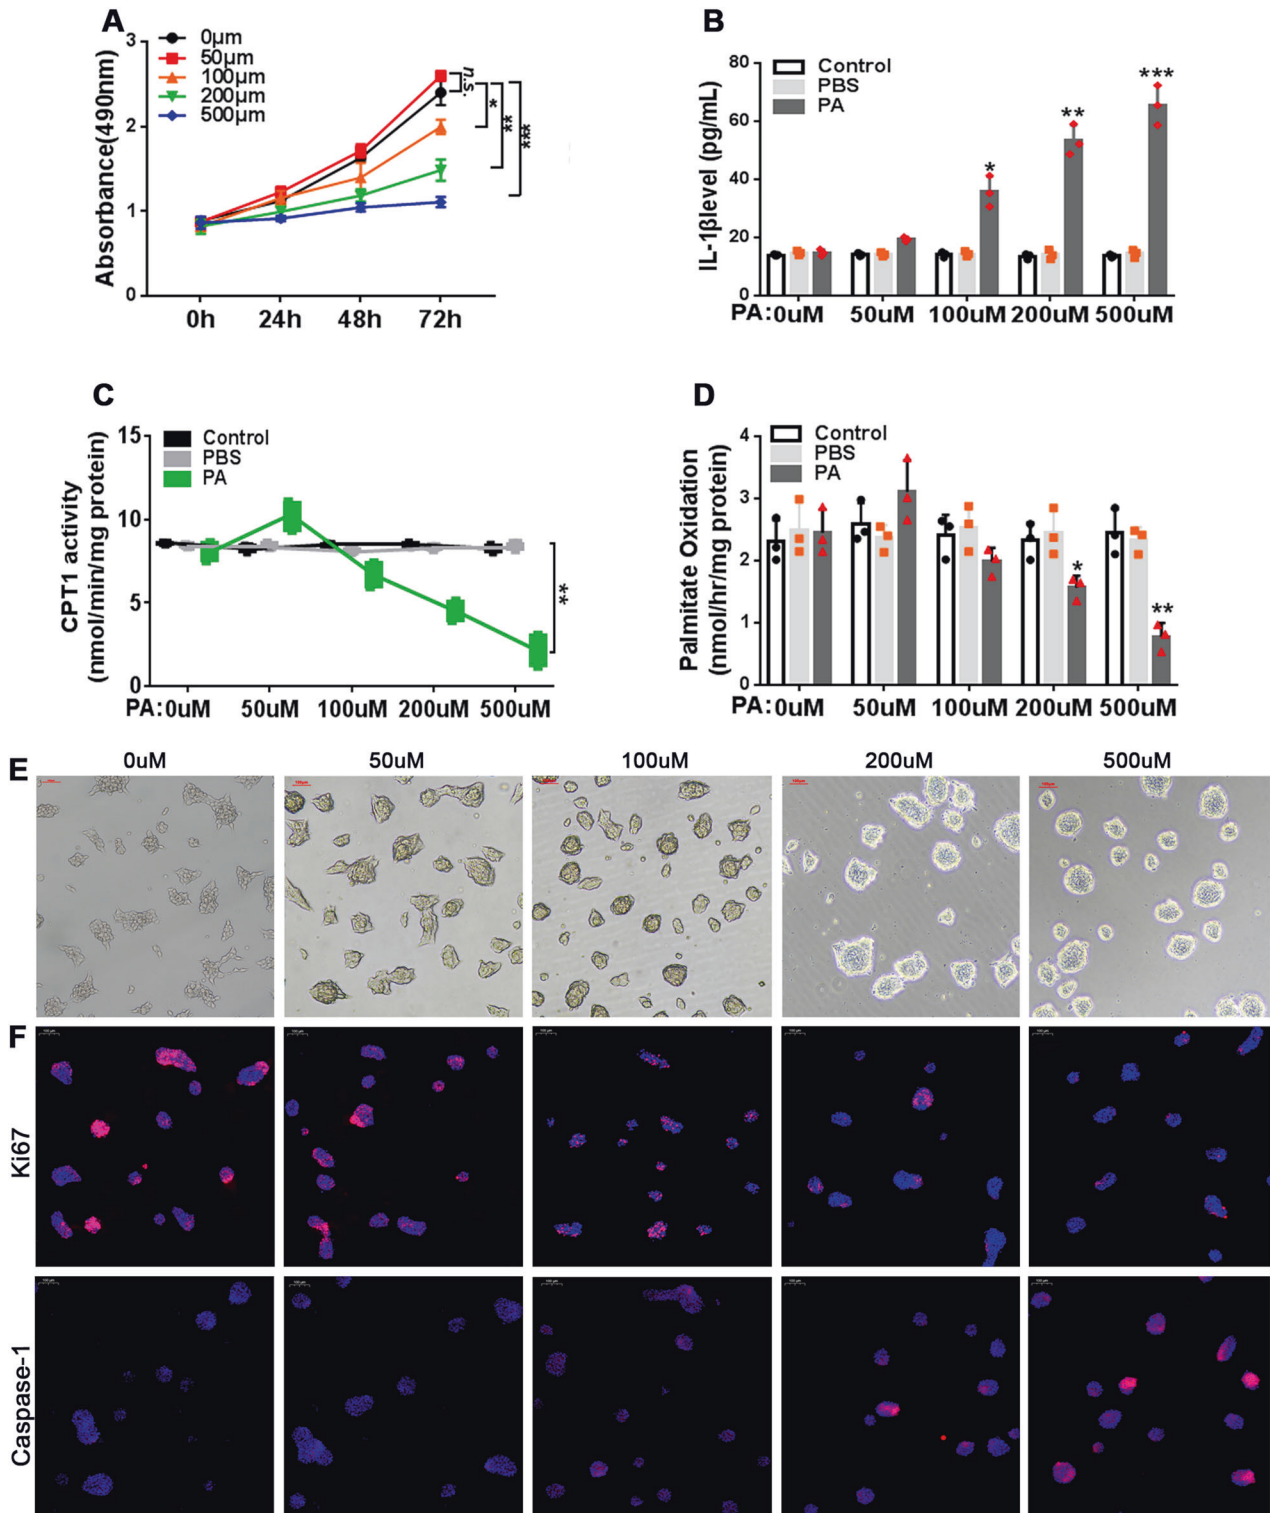 A
Absorbance(490nm)
3
2
1
0
0μm
50μm
100μm
200μm
500μm
n.s.
*
**
***
0h 24h 48h 72h
B
IL-1βlevel (pg/mL)
80
60
40
20
0
Control
PBS
PA
*
**
***
PA:0uM 50uM 100uM 200uM 500uM
C
CPT1 activity
(nmol/min/mg protein)
15
10
5
0
Control
PBS
PA
**
PA:0uM 50uM 100uM 200uM 500uM
D
Palmitate Oxidation
(nmol/hr/mg protein)
4
3
2
1
0
Control
PBS
PA
*
**
PA:0uM 50uM 100uM 200uM 500uM
E
0uM 50uM 100uM 200uM 500uM
F
Ki67
Caspase-1